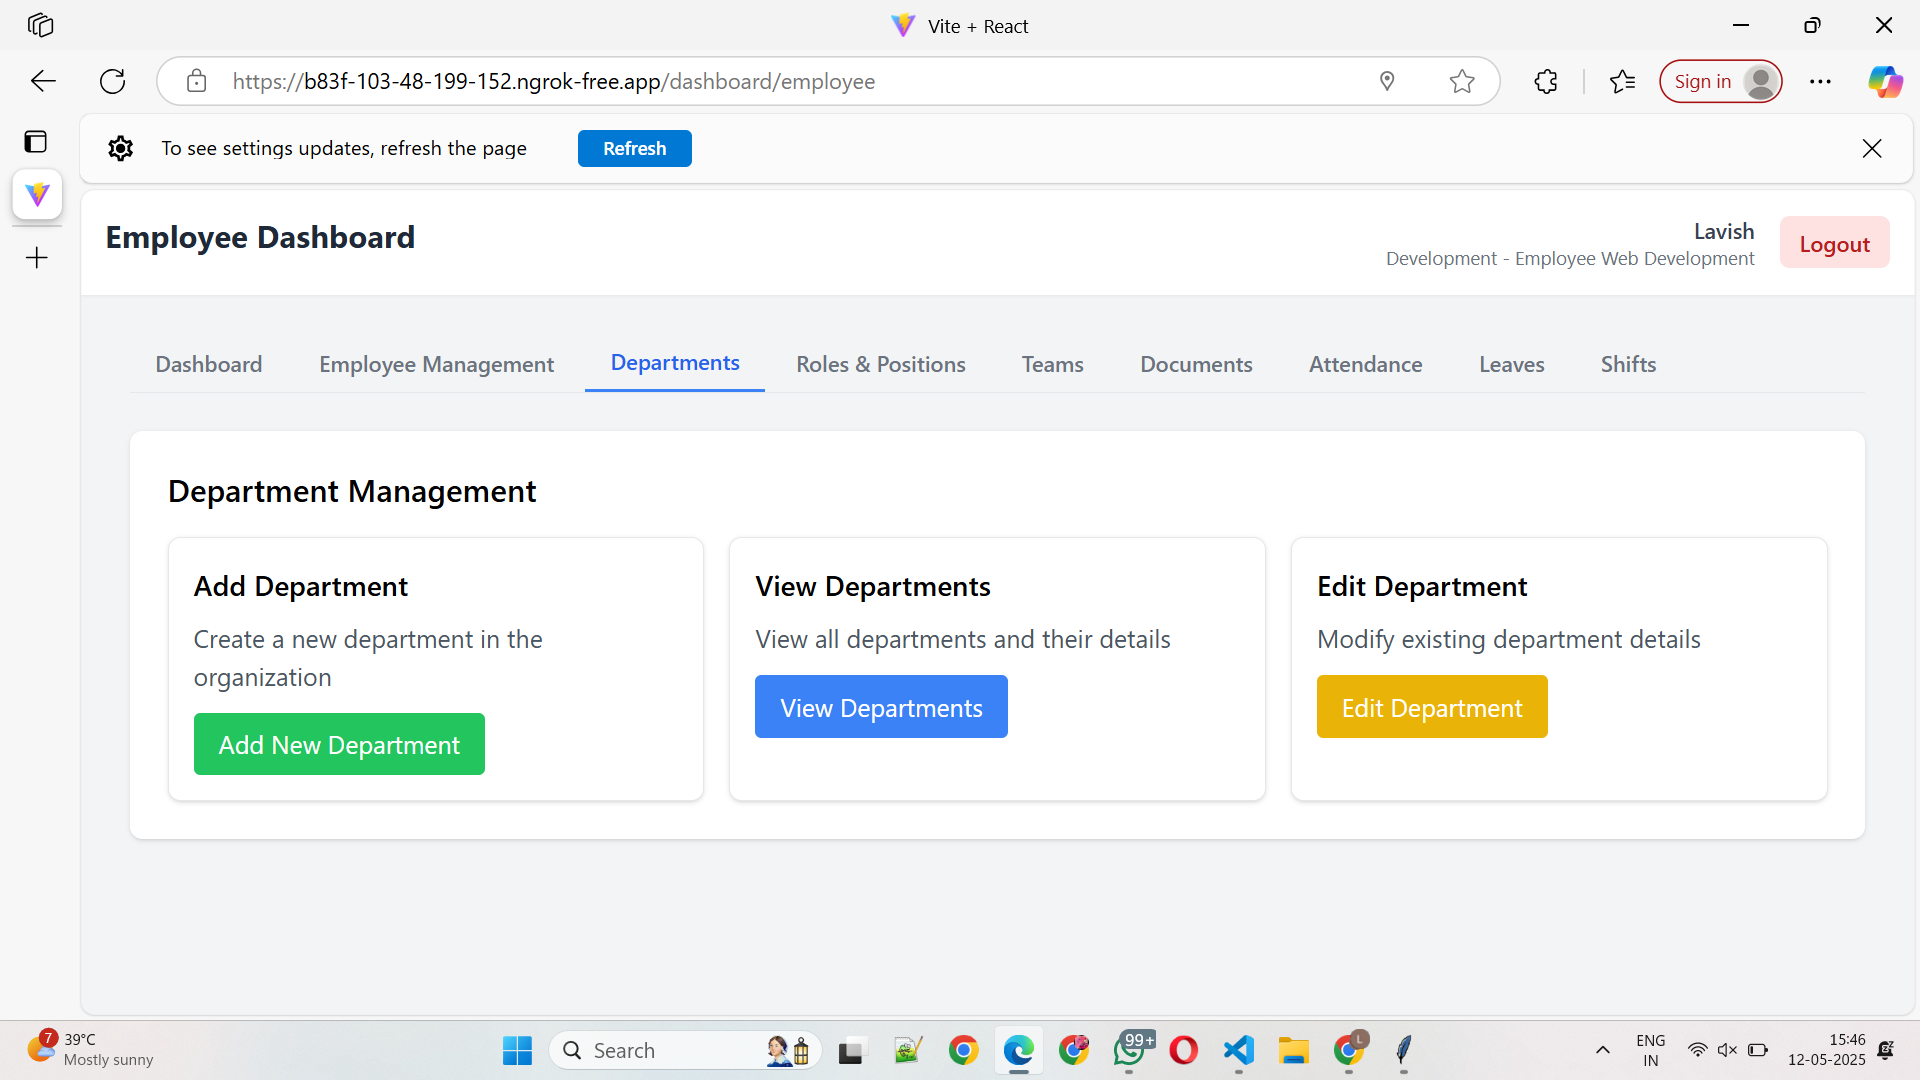 Vite + React
https://b83f-103-48-199-152.ngrok-free.app/dashboard/employee
Sign in
To see settings updates, refresh the page
Refresh
Employee Dashboard
Lavish
Development - Employee Web Development
Logout
Dashboard
Employee Management
Departments
Roles & Positions
Teams
Documents
Attendance
Leaves
Shifts
Department Management
Add Department
Create a new department in the
organization
Add New Department
View Departments
View all departments and their details
View Departments
Edit Department
Modify existing department details
Edit Department
7
39°C
Mostly sunny
Search
99+
L
ENG
IN
15:46
12-05-2025